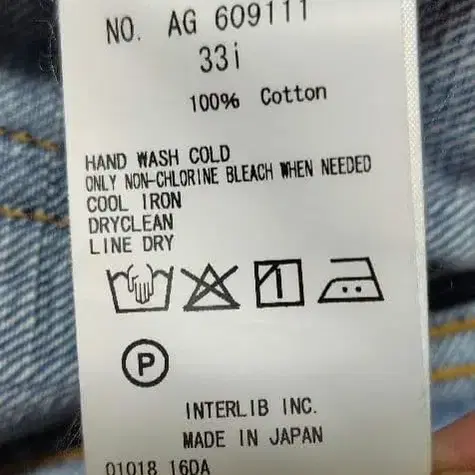 NO. AG 609111
33i
100% Cotton
HAND WASH COLD
ONLY NON-CHLORINE BLEACH WHEN NEEDED
COOL IRON
DRYCLEAN
LINE DRY
P
INTERLIB INC.
MADE IN JAPAN
01018 16DA